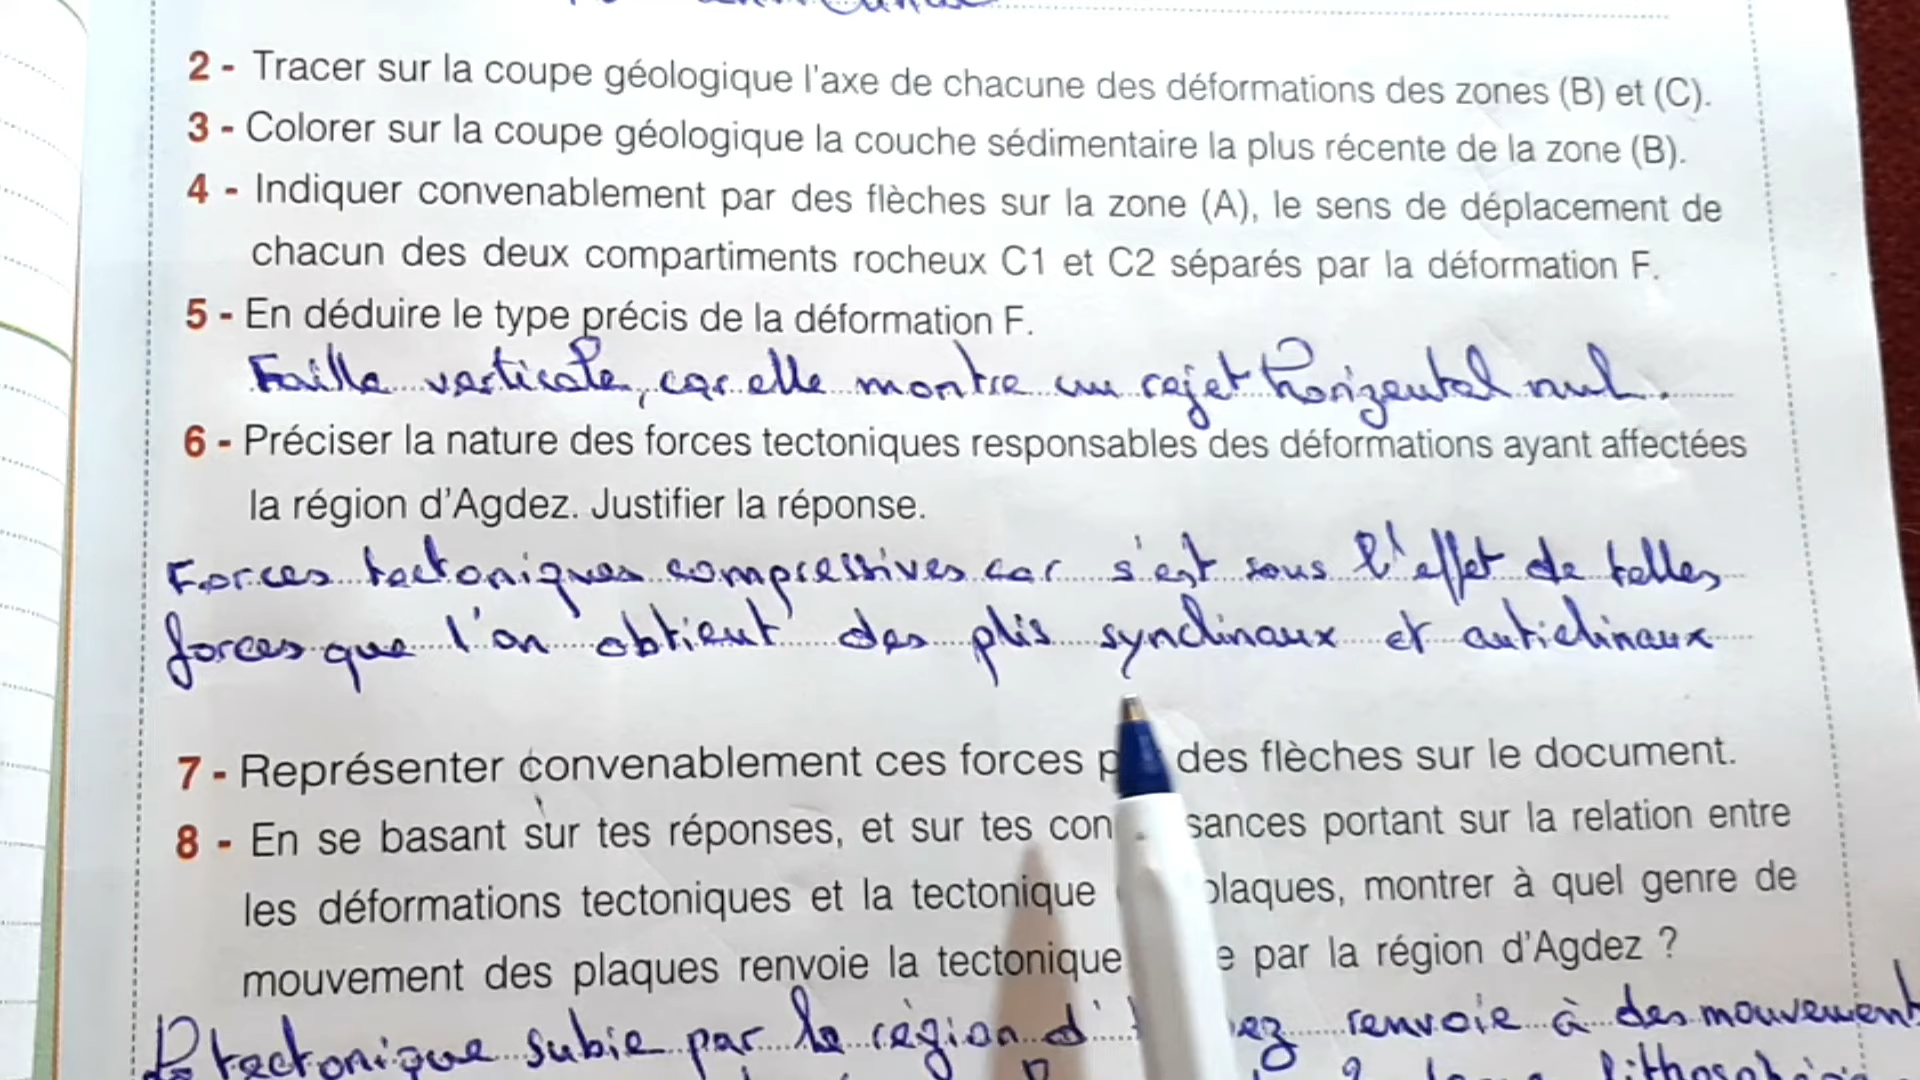 2 - Tracer sur la coupe géologique l'axe de chacune des déformations des zones (B) et (C).
3 - Colorer sur la coupe géologique la couche sédimentaire la plus récente de la zone (B).
4 - Indiquer convenablement par des flèches sur la zone (A), le sens de déplacement de
chacun des deux compartiments rocheux C1 et C2 séparés par la déformation F.
5 - En déduire le type précis de la déformation F.
Faille verticale, car elle montre un rejet horizental nul.
6 - Préciser la nature des forces tectoniques responsables des déformations ayant affectées
la région d'Agdez. Justifier la réponse.
Forces tectoniques compressives car s'est sous l'effet de telles
forces que l'on obtient des plis synclinaux et anticlinaux
7 - Représenter convenablement ces forces des flèches sur le document.
8 - En se basant sur tes réponses, et sur tes portant sur la relation entre
les déformations tectoniques et la tectonique plaques, montrer à quel genre de
mouvement des plaques renvoie la tectonique par la région d'Agdez ?
La tectonique subie par la région renvoie à des mouvement